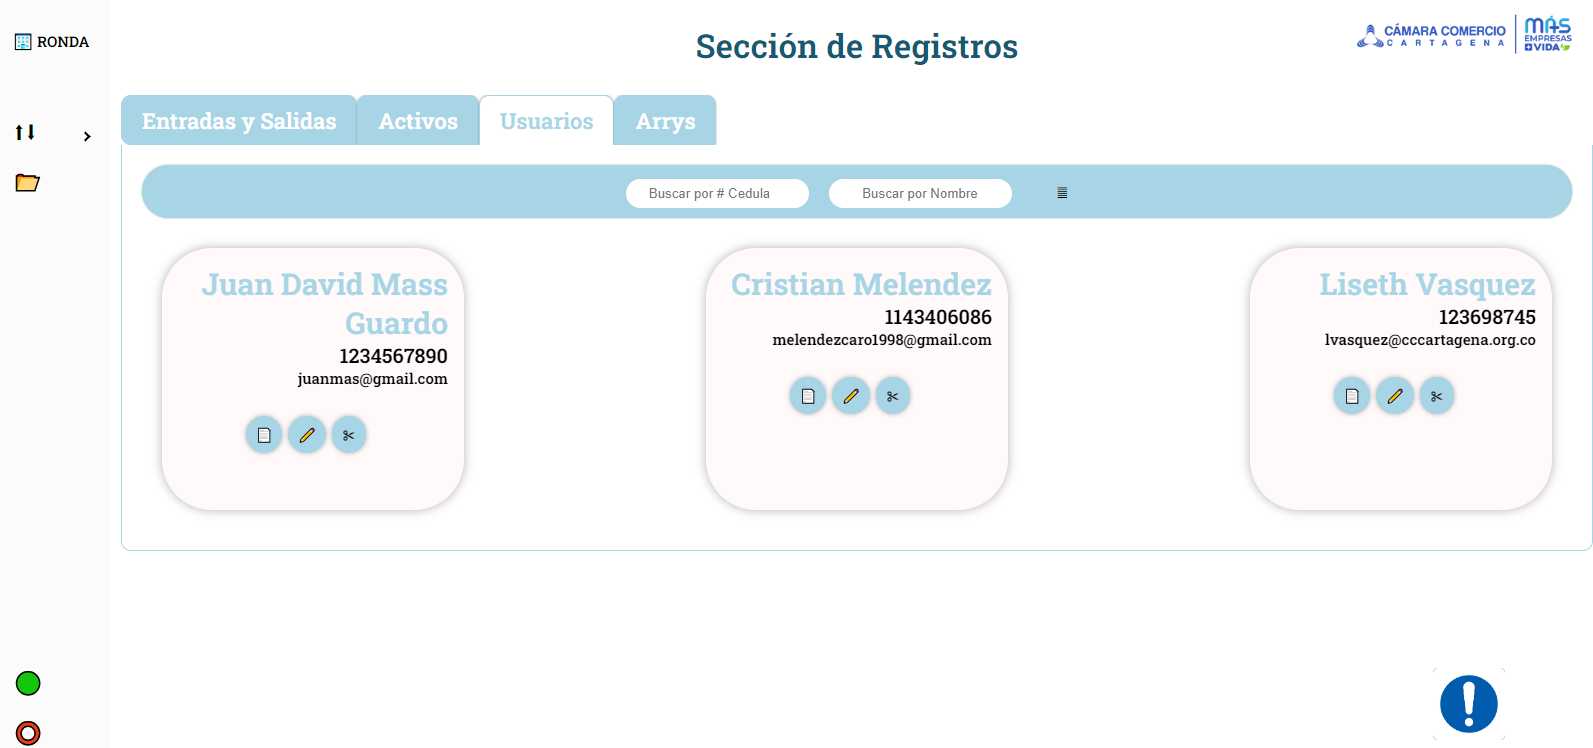 RONDA
Sección de Registros
CÁMARA COMERCIO
CARTAGENA
MÁS
EMPRESAS
VIDA
Entradas y Salidas
Activos
Usuarios
Arrys
Buscar por # Cedula
Buscar por Nombre
Juan David Mass
Guardo
1234567890
juanmas@gmail.com
Cristian Melendez
1143406086
melendezcaro1998@gmail.com
Liseth Vasquez
123698745
lvasquez@cccartagena.org.co